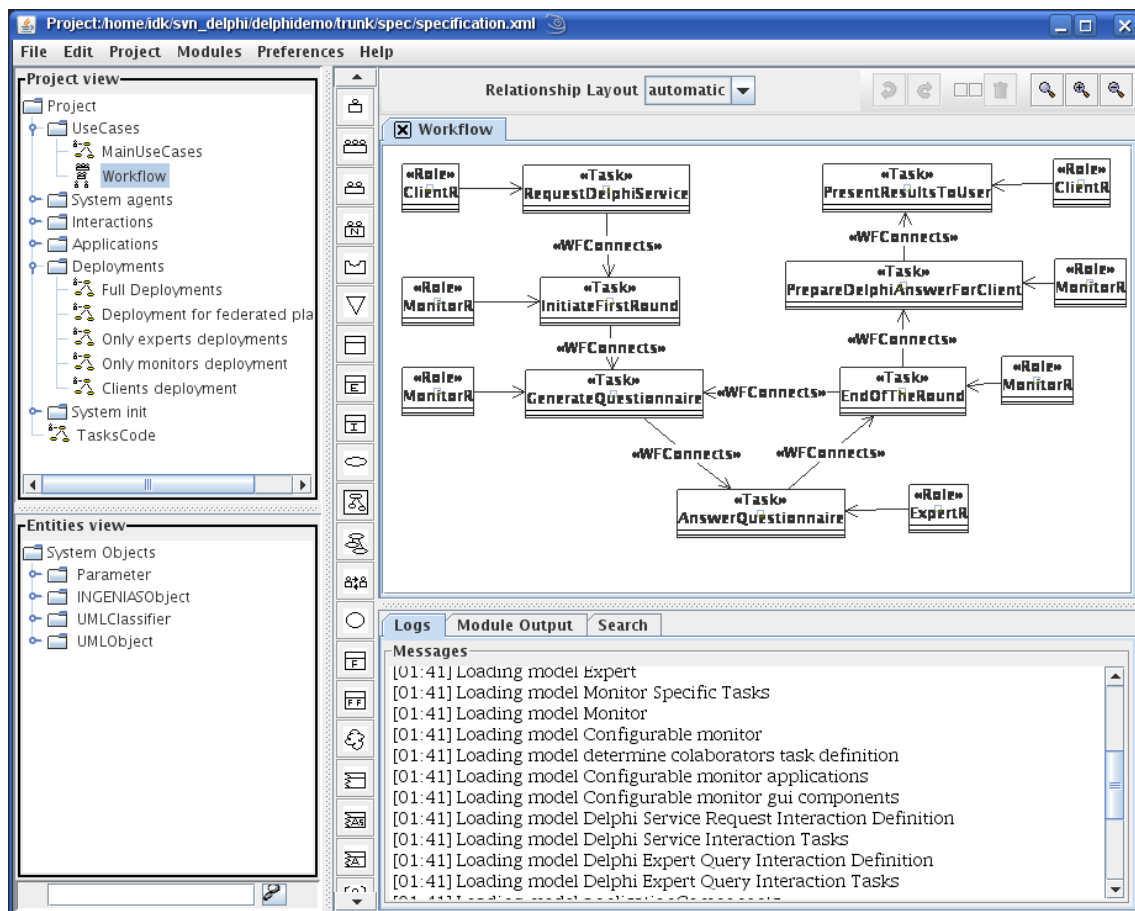 Project:/home/idk/svn_delphi/delphidemo/trunk/spec/specification.xml
File Edit Project Modules Preferences Help
Project view
Project
UseCases
MainUseCases
Workflow
System agents
Interactions
Applications
Deployments
Full Deployments
Deployment for federated pla
Only experts deployments
Only monitors deployment
Clients deployment
System init
TasksCode
Entities view
System Objects
Parameter
INGENIASObject
UMLClassifier
UMLObject
N
E
I
F
F F
AS
A
Relationship Layout automatic
Workflow
«Role»
ClientR
«Task»
RequestDelphiService
«Task»
PresentResultsToUser
«Role»
ClientR
«WFConnects»
«WFConnects»
«Role»
MonitorR
«Task»
InitiateFirstRound
«Task»
PrepareDelphiAnswerForClient
«Role»
MonitorR
«WFConnects»
«WFConnects»
«Role»
MonitorR
«Task»
GenerateQuestionnaire
«WFConnects»
«Task»
EndOfTheRound
«Role»
MonitorR
«WFConnects»
«WFConnects»
«Task»
AnswerQuestionnaire
«Role»
ExpertR
Logs Module Output Search
Messages
[01:41] Loading model Expert
[01:41] Loading model Monitor Specific Tasks
[01:41] Loading model Monitor
[01:41] Loading model Configurable monitor
[01:41] Loading model determine colaborators task definition
[01:41] Loading model Configurable monitor applications
[01:41] Loading model Configurable monitor gui components
[01:41] Loading model Delphi Service Request Interaction Definition
[01:41] Loading model Delphi Service Interaction Tasks
[01:41] Loading model Delphi Expert Query Interaction Definition
[01:41] Loading model Delphi Expert Query Interaction Tasks
[01:41] Loading model applicationComponents